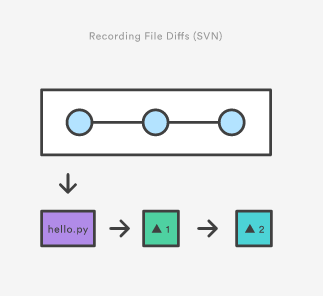 Recording File Diffs (SVN)
hello.py
▲ 1
▲ 2